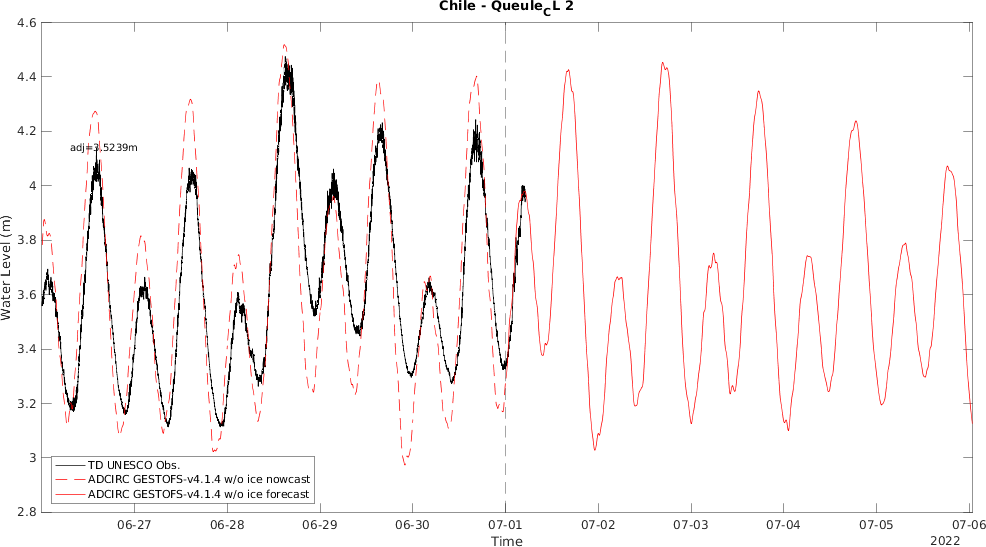 Chile - Queule_CL 2
4.6
4.4
4.2
4
3.8
3.6
3.4
3.2
3
2.8
Water Level (m)
adj=3.5239m
TD UNESCO Obs.
ADCIRC GESTOFS-v4.1.4 w/o ice nowcast
ADCIRC GESTOFS-v4.1.4 w/o ice forecast
06-27 06-28 06-29 06-30 07-01 07-02 07-03 07-04 07-05 07-06
Time
2022